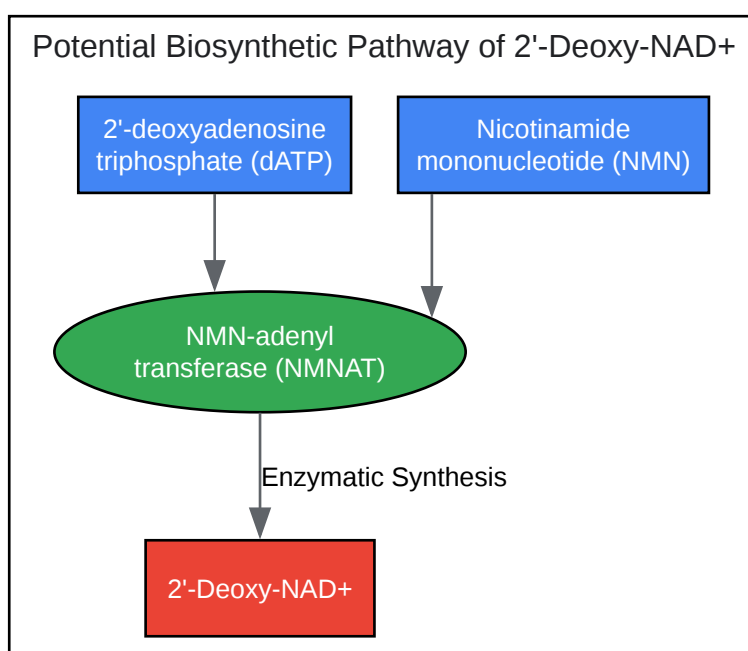 Potential Biosynthetic Pathway of 2'-Deoxy-NAD+
2'-deoxyadenosine
triphosphate (dATP)
Nicotinamide
mononucleotide (NMN)
NMN-adenyl
transferase (NMNAT)
Enzymatic Synthesis
2'-Deoxy-NAD+